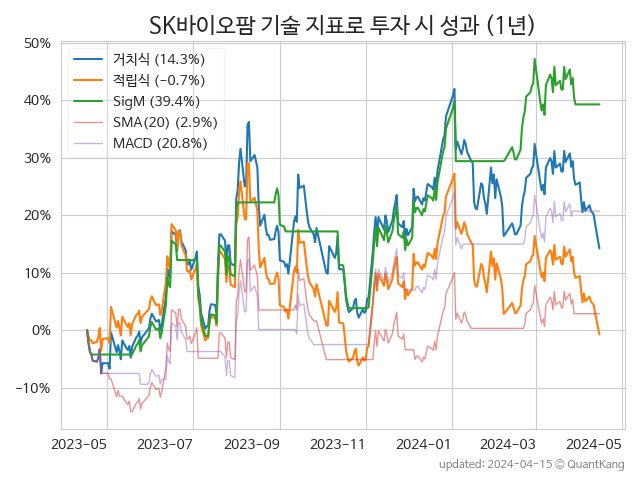 SK바이오팜 기술 지표로 투자 시 성과 (1년)
50%
40%
30%
20%
10%
0%
−10%
거치식 (14.3%)
적립식 (−0.7%)
SigM (39.4%)
SMA(20) (2.9%)
MACD (20.8%)
2023-05
2023-07
2023-09
2023-11
2024-01
2024-03
2024-05
updated: 2024-04-15 © QuantKang